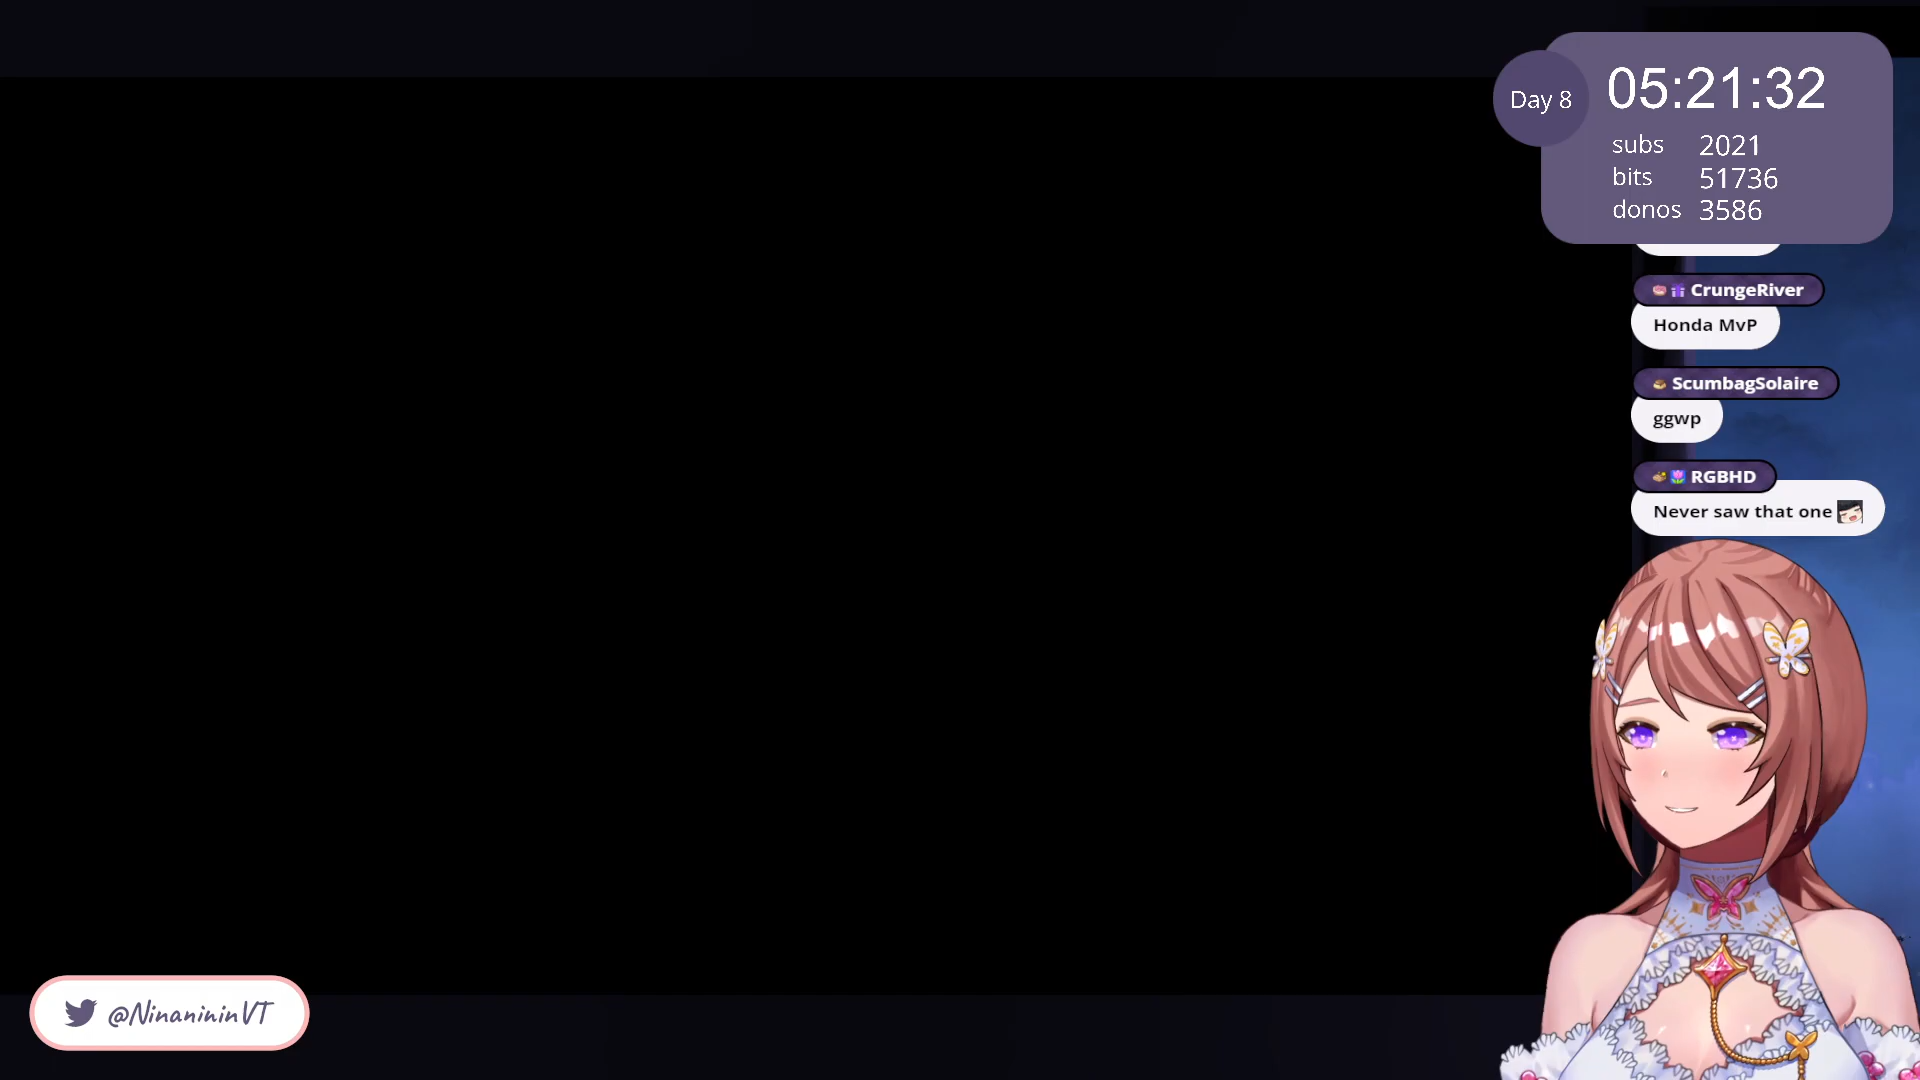 Day 8
05:21:32
subs 2021
bits 51736
donos 3586
CrungeRiver
Honda MvP
ScumbagSolaire
ggwp
RGBHD
Never saw that one
@NinanininVT